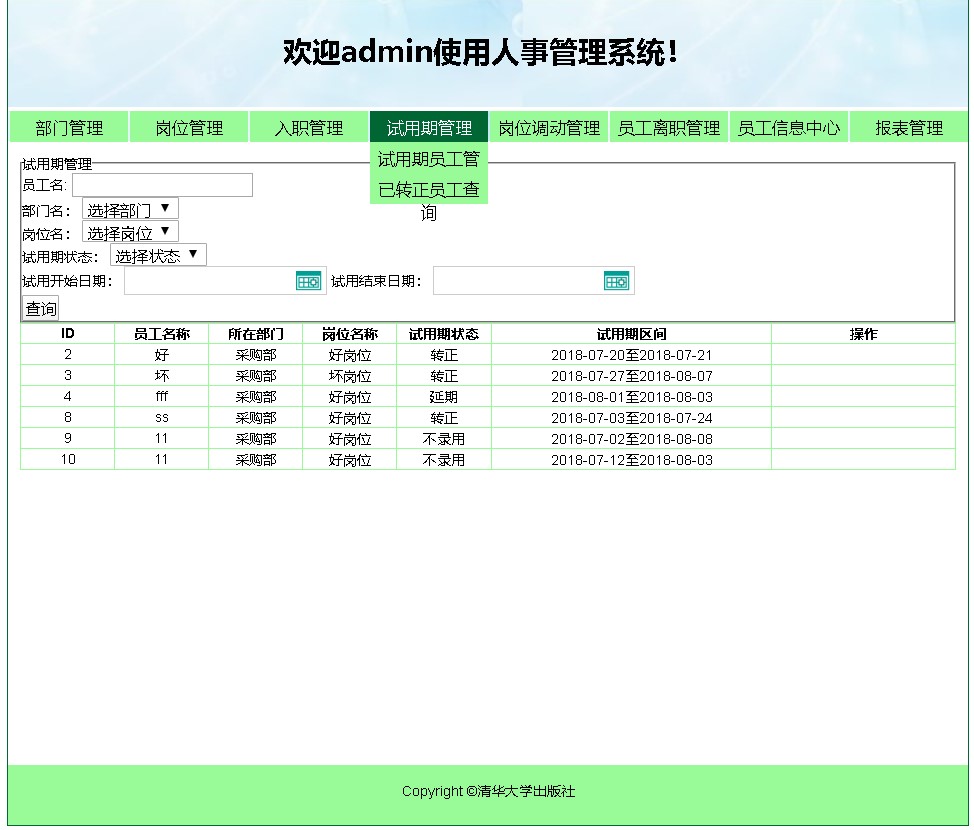 欢迎admin使用人事管理系统!
部门管理 岗位管理 入职管理 试用期管理 岗位调动管理 员工离职管理 员工信息中心 报表管理
试用期员工管
已转正员工查
询
试用期管理
员工名:
部门名: 选择部门
岗位名: 选择岗位
试用期状态: 选择状态
试用开始日期: 试用结束日期:
查询
ID 员工名称 所在部门 岗位名称 试用期状态 试用期区间 操作
2 好 采购部 好岗位 转正 2018-07-20至2018-07-21
3 坏 采购部 坏岗位 转正 2018-07-27至2018-08-07
4 fff 采购部 好岗位 延期 2018-08-01至2018-08-03
8 ss 采购部 好岗位 转正 2018-07-03至2018-07-24
9 11 采购部 好岗位 不录用 2018-07-02至2018-08-08
10 11 采购部 好岗位 不录用 2018-07-12至2018-08-03
Copyright ©清华大学出版社